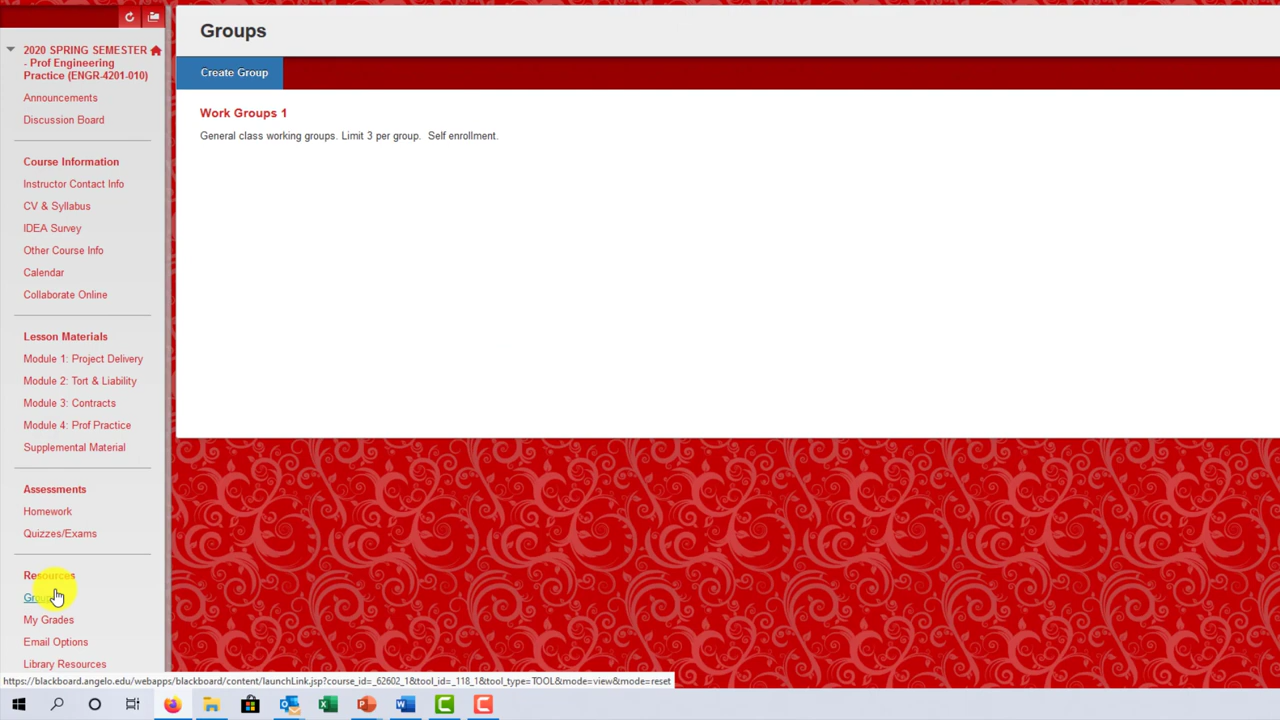 Groups
Create Group
Work Groups 1
General class working groups. Limit 3 per group. Self enrollment.
2020 SPRING SEMESTER
- Prof Engineering
Practice (ENGR-4201-010)
Announcements
Discussion Board
Course Information
Instructor Contact Info
CV & Syllabus
IDEA Survey
Other Course Info
Calendar
Collaborate Online
Lesson Materials
Module 1: Project Delivery
Module 2: Tort & Liability
Module 3: Contracts
Module 4: Prof Practice
Supplemental Material
Assessments
Homework
Quizzes/Exams
Resources
My Grades
Email Options
Library Resources
https://blackboard.angelo.edu/webapps/blackboard/content/launchLink.jsp?course_id=_62602_1&tool_id=_118_1&tool_type=TOOL&mode=view&mode=reset